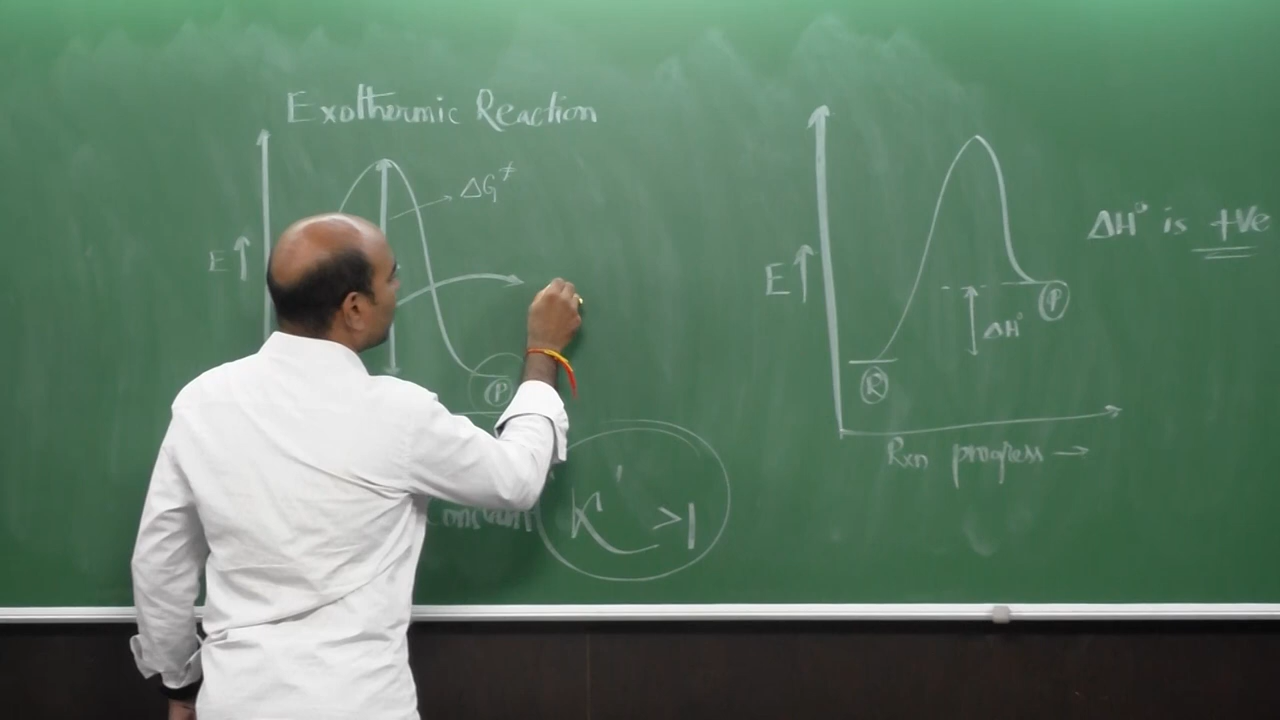 Exothermic Reaction
ΔG≠
E↑
P
K' >1
E↑
ΔH° is +ve
P
ΔH°
R
Rxn progress →